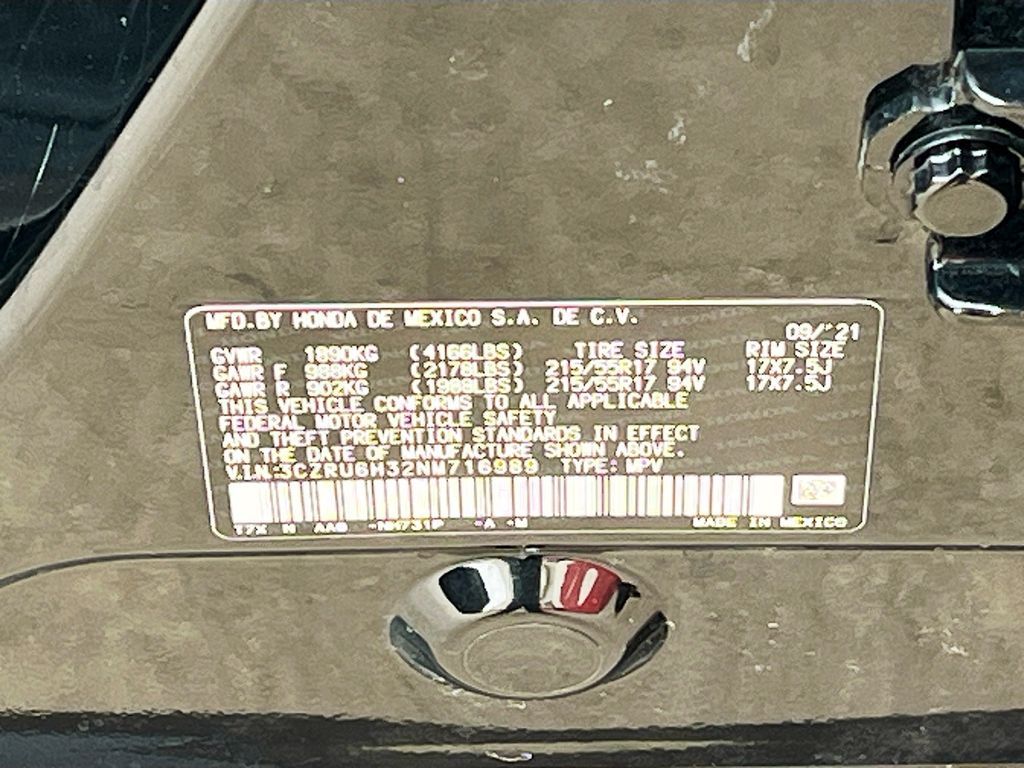 MFD.BY HONDA DE MEXICO S.A. DE C.V.
09/'21
GVWR 1890KG (4166LBS) TIRE SIZE RIM SIZE
GAWR F 988KG (2178LBS) 215/55R17 94V 17X7.5J
GAWR R 902KG (1988LBS) 215/55R17 94V 17X7.5J
THIS VEHICLE CONFORMS TO ALL APPLICABLE
FEDERAL MOTOR VEHICLE SAFETY
AND THEFT PREVENTION STANDARDS IN EFFECT
ON THE DATE OF MANUFACTURE SHOWN ABOVE.
V.I.N:3CZRU6H32NM716989 TYPE: MPV
T7X N AA0 *NH731P *A *M MADE IN MEXICO